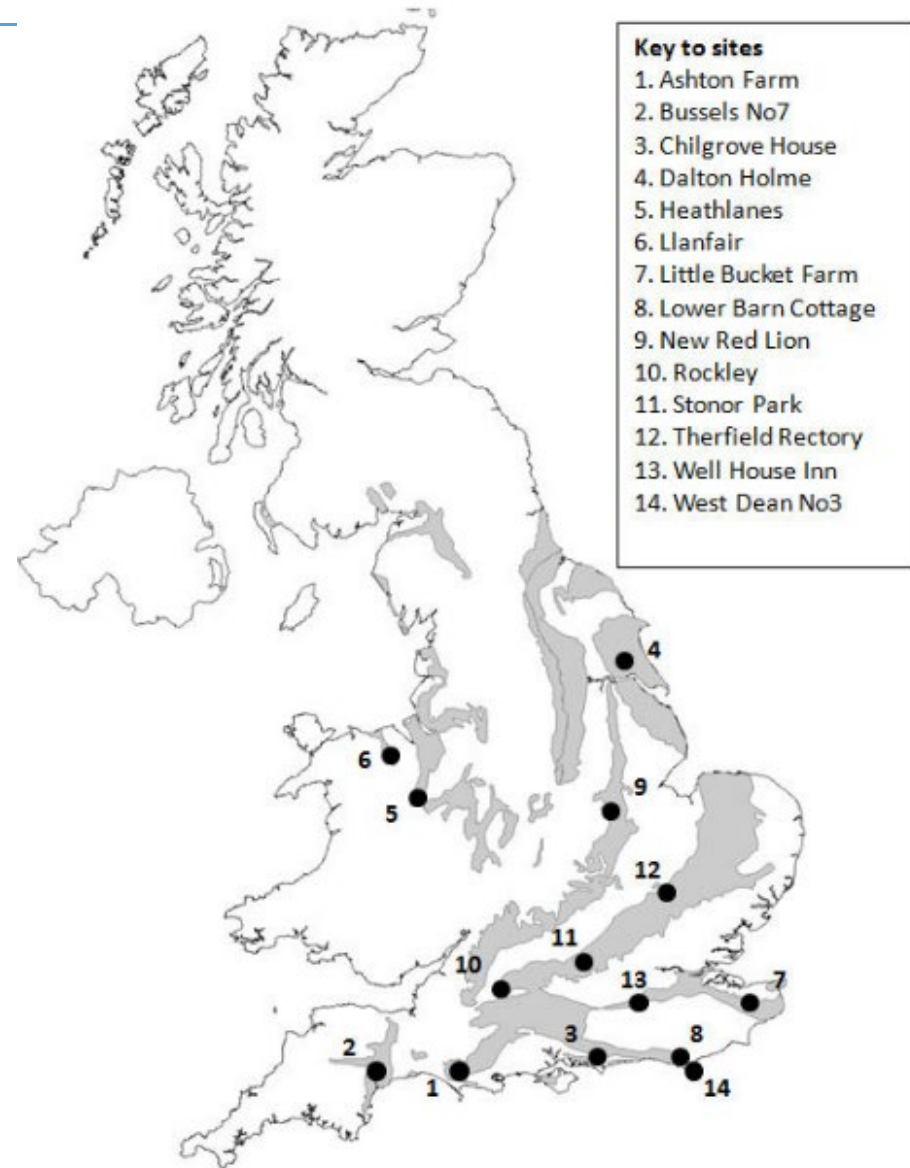 Key to sites
1. Ashton Farm
2. Bussels No7
3. Chilgrove House
4. Dalton Holme
5. Heathlanes
6. Llanfair
7. Little Bucket Farm
8. Lower Barn Cottage
9. New Red Lion
10. Rockley
11. Stonor Park
12. Therfield Rectory
13. Well House Inn
14. West Dean No3
4
6
5
9
12
11
10
13
7
3
8
2
1
14